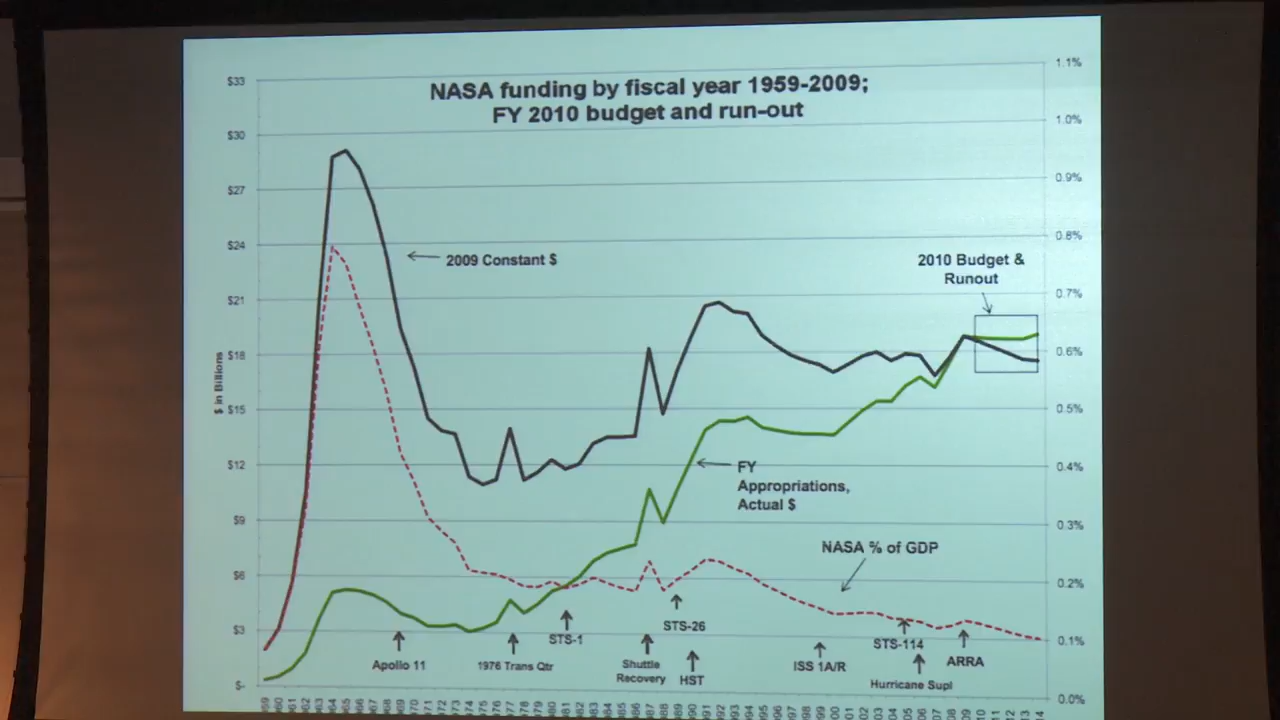 NASA funding by fiscal year 1959-2009;
FY 2010 budget and run-out
$33
$30
$27
$24
$21
$18
$15
$12
$9
$6
$3
$-
$ in Billions
1.1%
1.0%
0.9%
0.8%
0.7%
0.6%
0.5%
0.4%
0.3%
0.2%
0.1%
0.0%
2009 Constant $
2010 Budget &
Runout
FY
Appropriations,
Actual $
NASA % of GDP
Apollo 11
1976 Trans Qtr
STS-1
Shuttle
Recovery
STS-26
HST
ISS 1A/R
STS-114
Hurricane Supl
ARRA